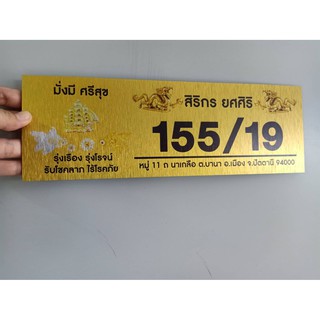 มั่งมี ศรีสุข
รุ่งเรือง รุ่งโรจน์
รับโชคลาภ ไร้โรคภัย
สิริกร ยศศิริ
155/19
หมู่ 11 ถ นาเกลือ ต.บานา อ.เมือง จ.ปัตตานี 94000